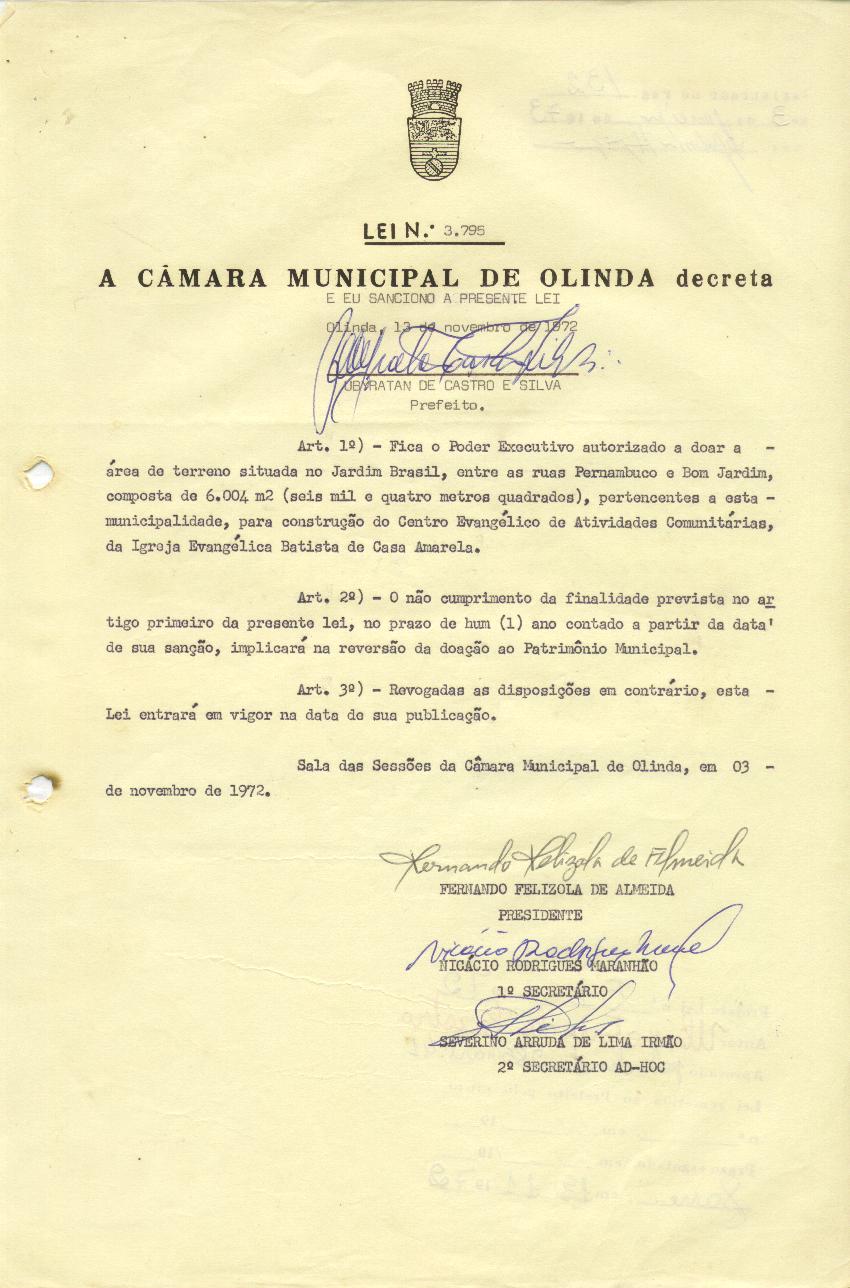 LEI N.º 3.795
A CÂMARA MUNICIPAL DE OLINDA decreta
E EU SANCIONO A PRESENTE LEI
Olinda, 13 de novembro de 1972
UBYRATAN DE CASTRO E SILVA
Prefeito.
Art. 1º) - Fica o Poder Executivo autorizado a doar a -
área de terreno situada no Jardim Brasil, entre as ruas Pernambuco e Bom Jardim,
composta de 6.004 m2 (seis mil e quatro metros quadrados), pertencentes a esta -
municipalidade, para construção do Centro Evangélico de Atividades Comunitárias,
da Igreja Evangélica Batista de Casa Amarela.
Art. 2º) - O não cumprimento da finalidade prevista no ar
tigo primeiro da presente lei, no prazo de hum (1) ano contado a partir da data'
de sua sanção, implicará na reversão da doação ao Patrimônio Municipal.
Art. 3º) - Revogadas as disposições em contrário, esta -
Lei entrará em vigor na data de sua publicação.
Sala das Sessões da Câmara Municipal de Olinda, em 03 -
de novembro de 1972.
Fernando Felizola de Almeida
FERNANDO FELIZOLA DE ALMEIDA
PRESIDENTE
NICÁCIO RODRIGUES MARANHÃO
1º SECRETÁRIO
SEVERINO ARRUDA DE LIMA IRMÃO
2º SECRETÁRIO AD-HOC